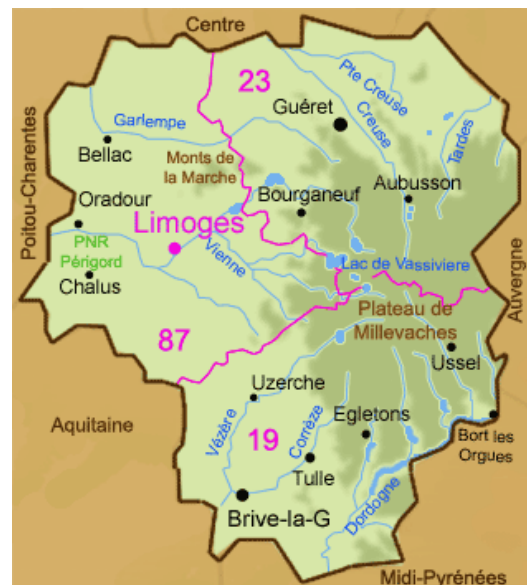 Centre
23
Pte Creuse
Creuse
Guéret
Garlempe
Tardes
Bellac
Monts de
la Marche
Poitou-Charentes
Bourganeuf
Aubusson
Oradour
Limoges
PNR
Périgord
Vienne
Lac de Vassiviere
Chalus
Auvergne
Plateau de
Millevaches
87
Ussel
Uzerche
Aquitaine
Vézère
19
Corrèze
Egletons
Bort les
Orgues
Tulle
Dordogne
Brive-la-G
Midi-Pyrénées